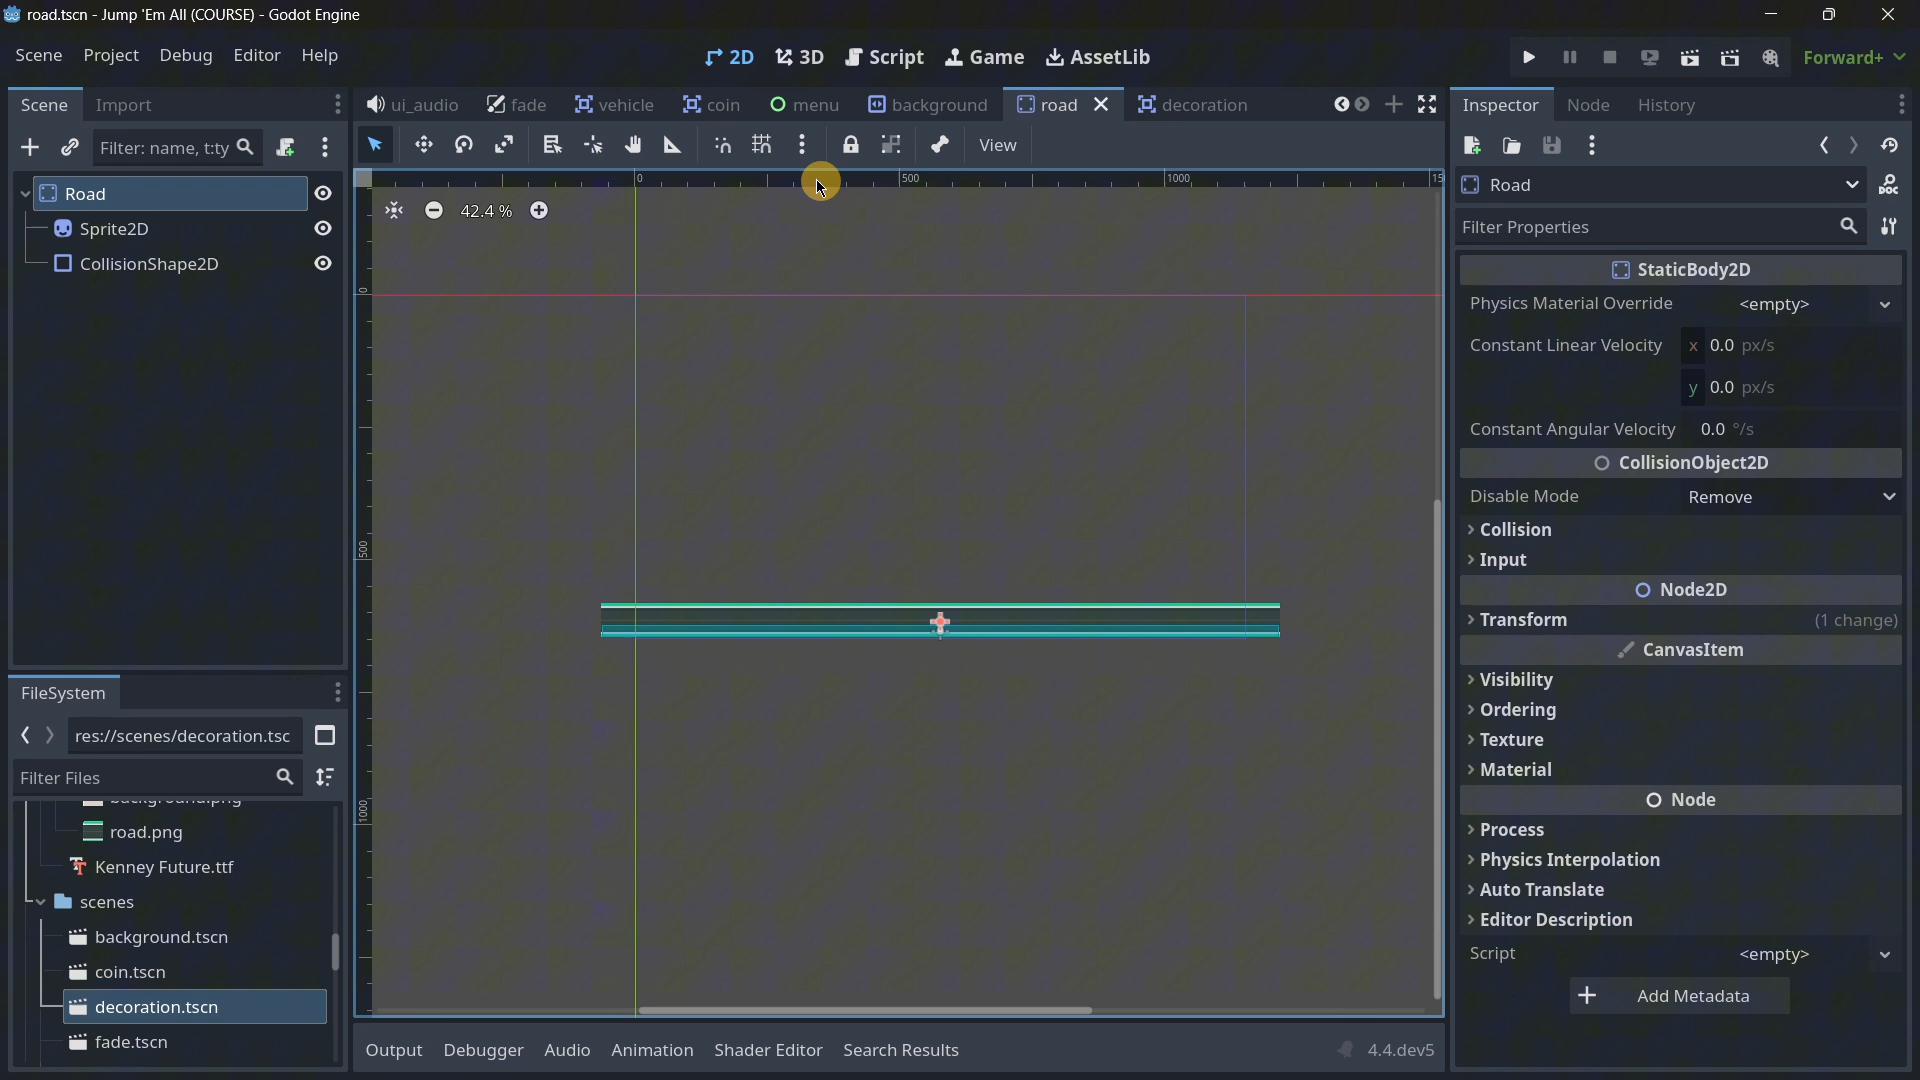 road.tscn - Jump 'Em All (COURSE) - Godot Engine
Scene Project Debug Editor Help
2D 3D Script Game AssetLib
Forward+
Scene Import
ui_audio fade vehicle coin menu background road decoration
Inspector Node History
Filter: name, t:ty
View
Road
Sprite2D
CollisionShape2D
0 500 1000 15
42.4 %
0
500
1000
Road
Filter Properties
StaticBody2D
Physics Material Override <empty>
Constant Linear Velocity x 0.0 px/s
y 0.0 px/s
Constant Angular Velocity 0.0 °/s
CollisionObject2D
Disable Mode Remove
Collision
Input
Node2D
Transform (1 change)
CanvasItem
Visibility
Ordering
Texture
Material
Node
Process
Physics Interpolation
Auto Translate
Editor Description
Script <empty>
Add Metadata
FileSystem
res://scenes/decoration.tsc
Filter Files
background.png
road.png
Kenney Future.ttf
scenes
background.tscn
coin.tscn
decoration.tscn
fade.tscn
Output Debugger Audio Animation Shader Editor Search Results
4.4.dev5